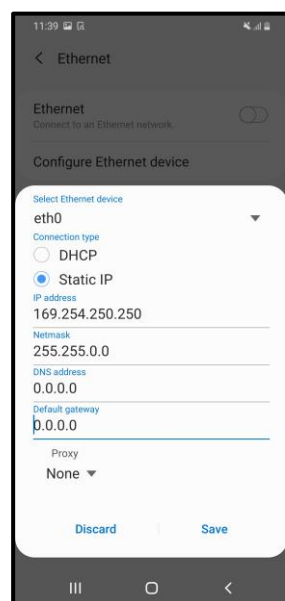 11:39
Ethernet
Ethernet
Connect to an Ethernet network.
Configure Ethernet device
Select Ethernet device
eth0
Connection type
DHCP
Static IP
IP address
169.254.250.250
Netmask
255.255.0.0
DNS address
0.0.0.0
Default gateway
0.0.0.0
Proxy
None
Discard
Save